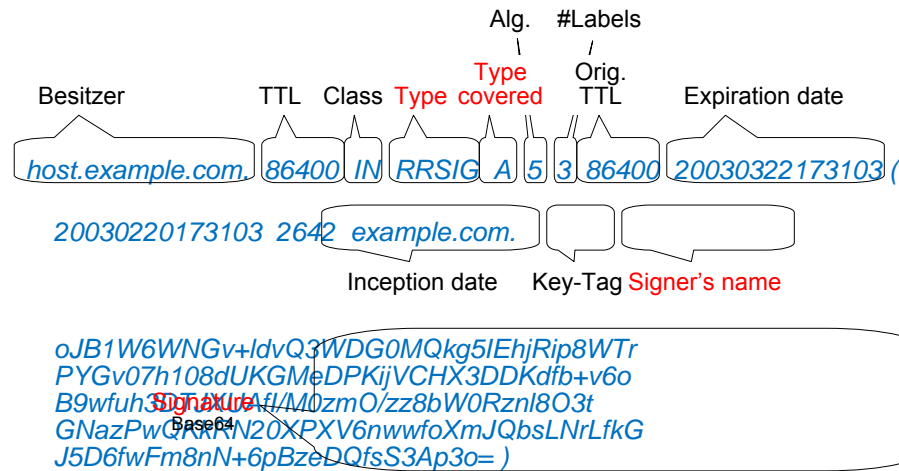 Alg. #Labels
Besitzer TTL Class Type Type covered Orig. TTL Expiration date
host.example.com. 86400 IN RRSIG A 5 3 86400 20030322173103 (
20030220173103 2642 example.com.
Inception date Key-Tag Signer's name
oJB1W6WNGv+ldvQ3WDG0MQkg5IEhjRip8WTr
PYGv07h108dUKGMeDPKijVCHX3DDKdfb+v6o
Signature
Base64
GNazPwQKkRN20XPXV6nwwfoXmJQbsLNrLfkG
J5D6fwFm8nN+6pBzeDQfsS3Ap3o= )